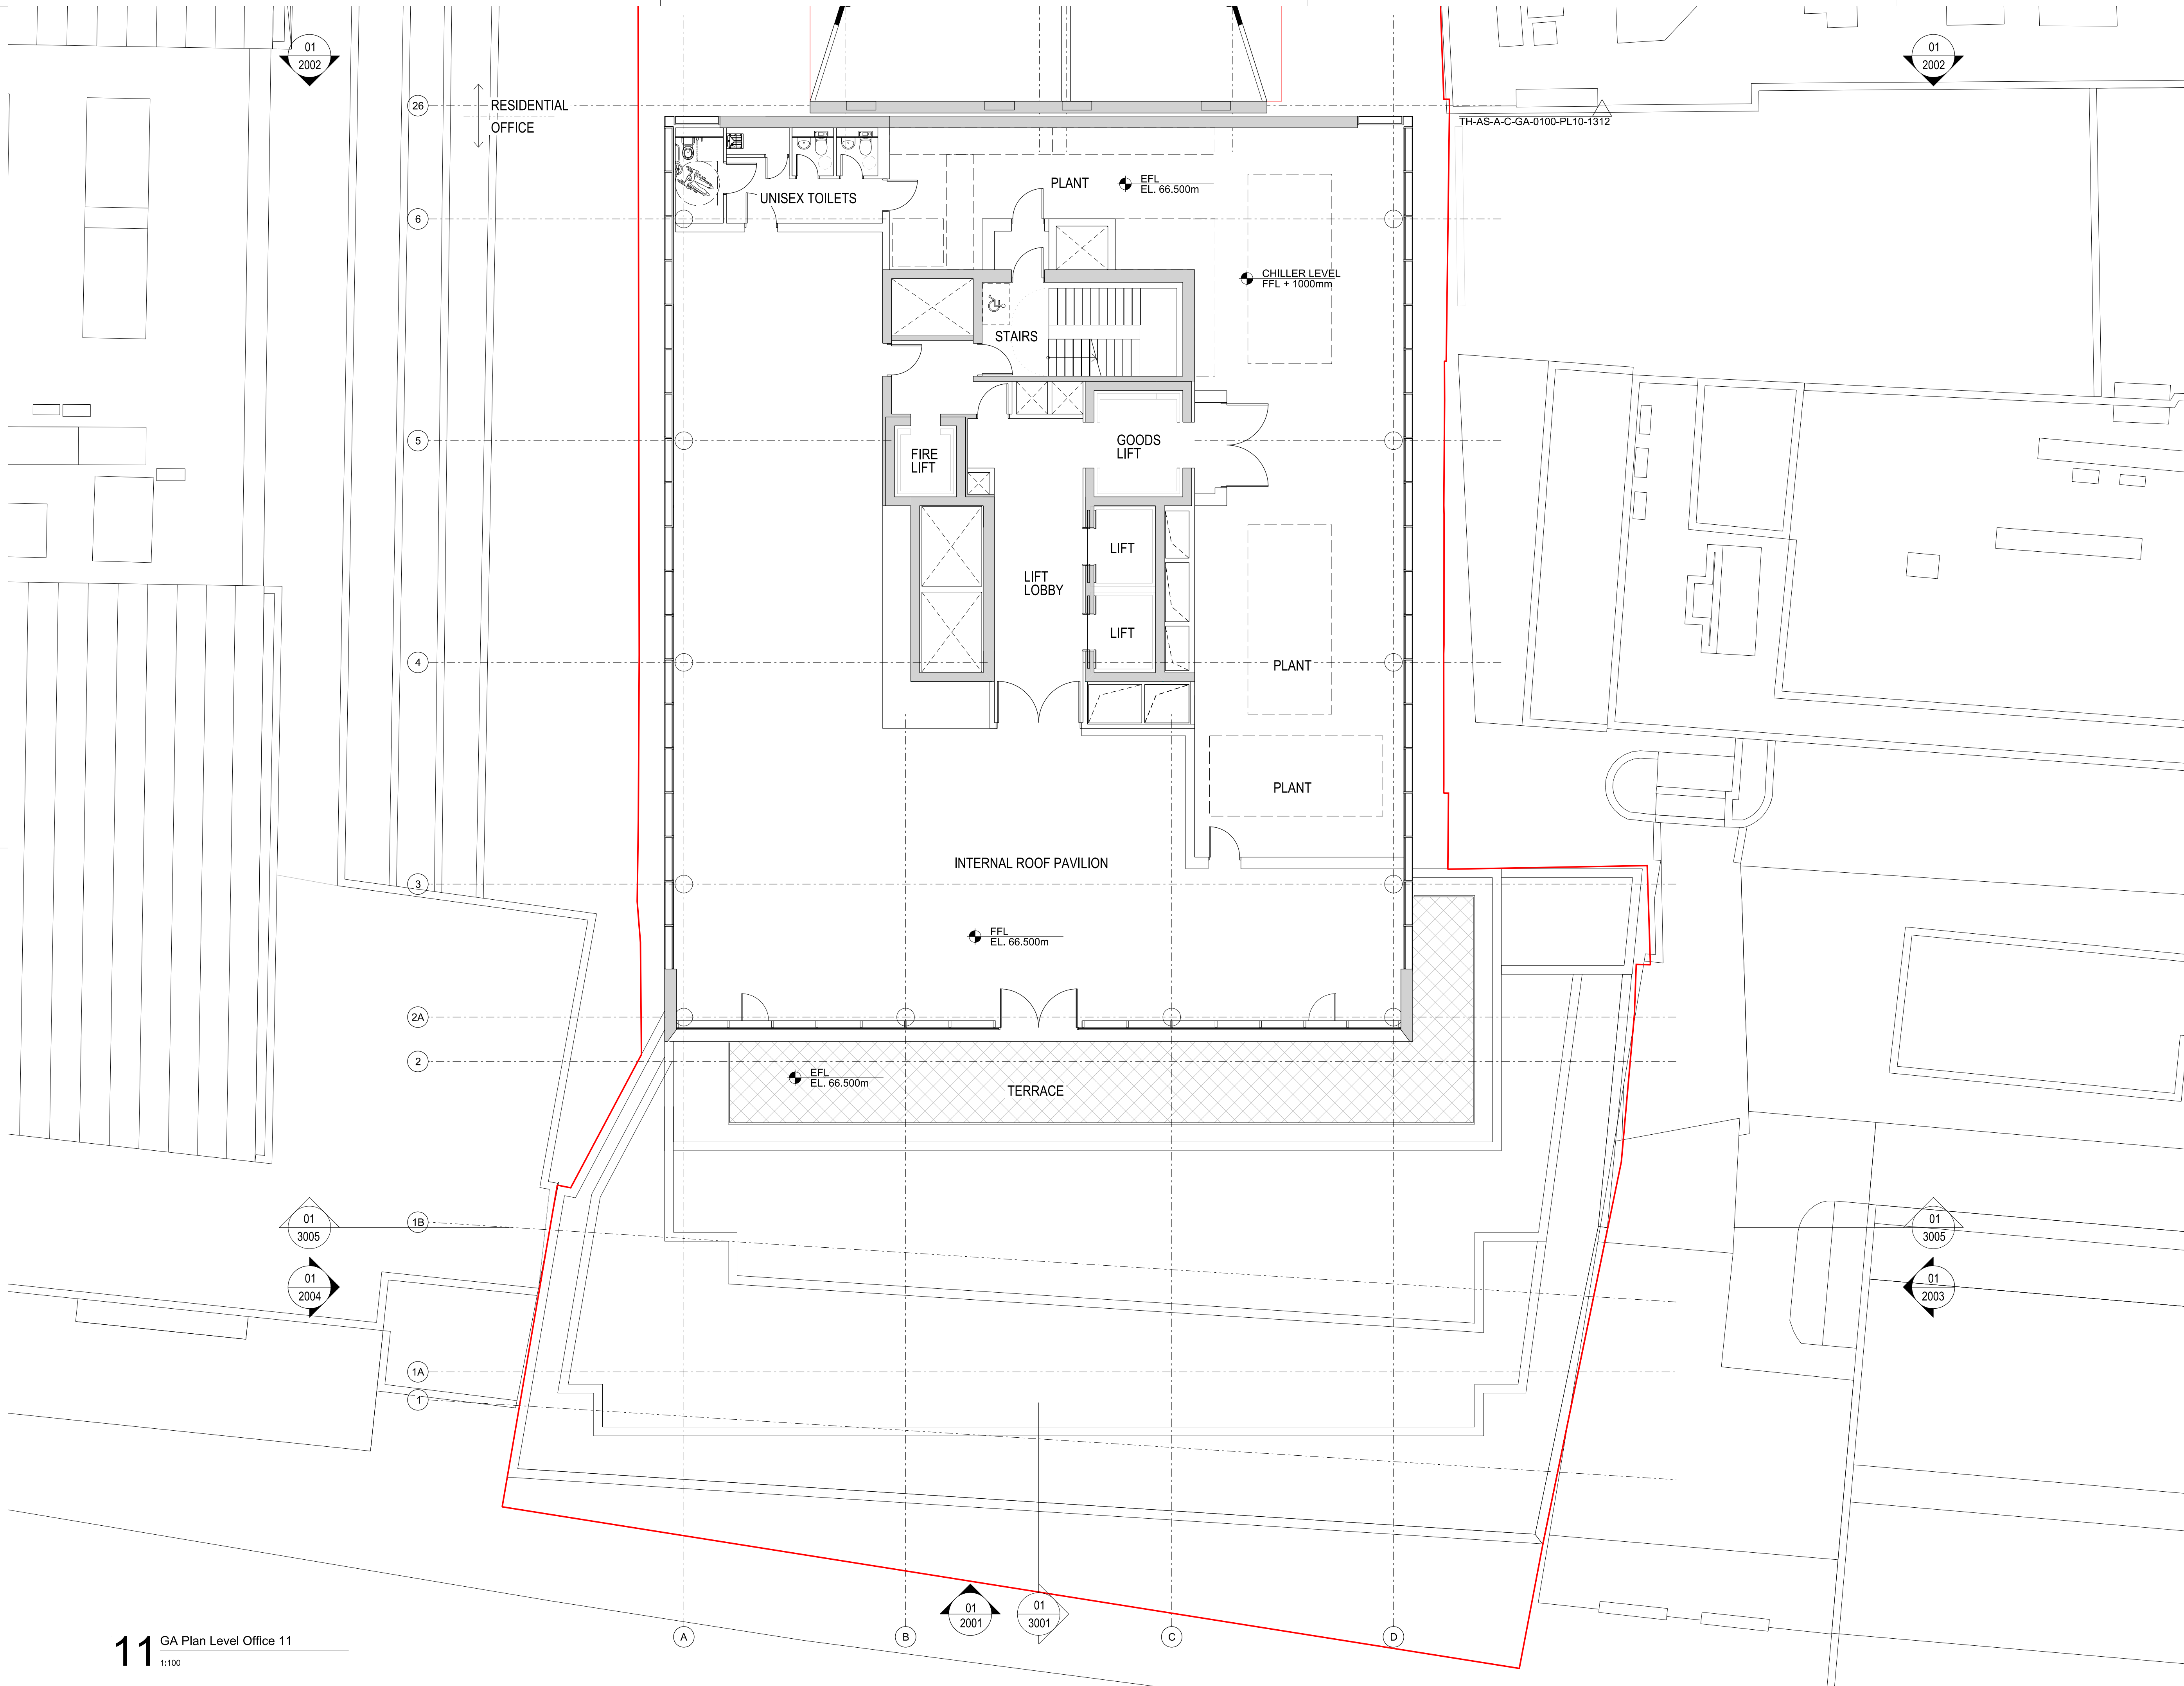 01
2002
01
2002
26
RESIDENTIAL
OFFICE
TH-AS-A-C-GA-0100-PL10-1312
PLANT
EFL
EL. 66.500m
UNISEX TOILETS
6
CHILLER LEVEL
FFL + 1000mm
STAIRS
5
GOODS
LIFT
FIRE
LIFT
LIFT
LIFT
LOBBY
LIFT
4
PLANT
PLANT
INTERNAL ROOF PAVILION
3
FFL
EL. 66.500m
2A
2
EFL
EL. 66.500m
TERRACE
1B
01
3005
01
3005
01
2004
01
2003
1A
1
01
2001
01
3001
A
B
C
D
11
GA Plan Level Office 11
1:100